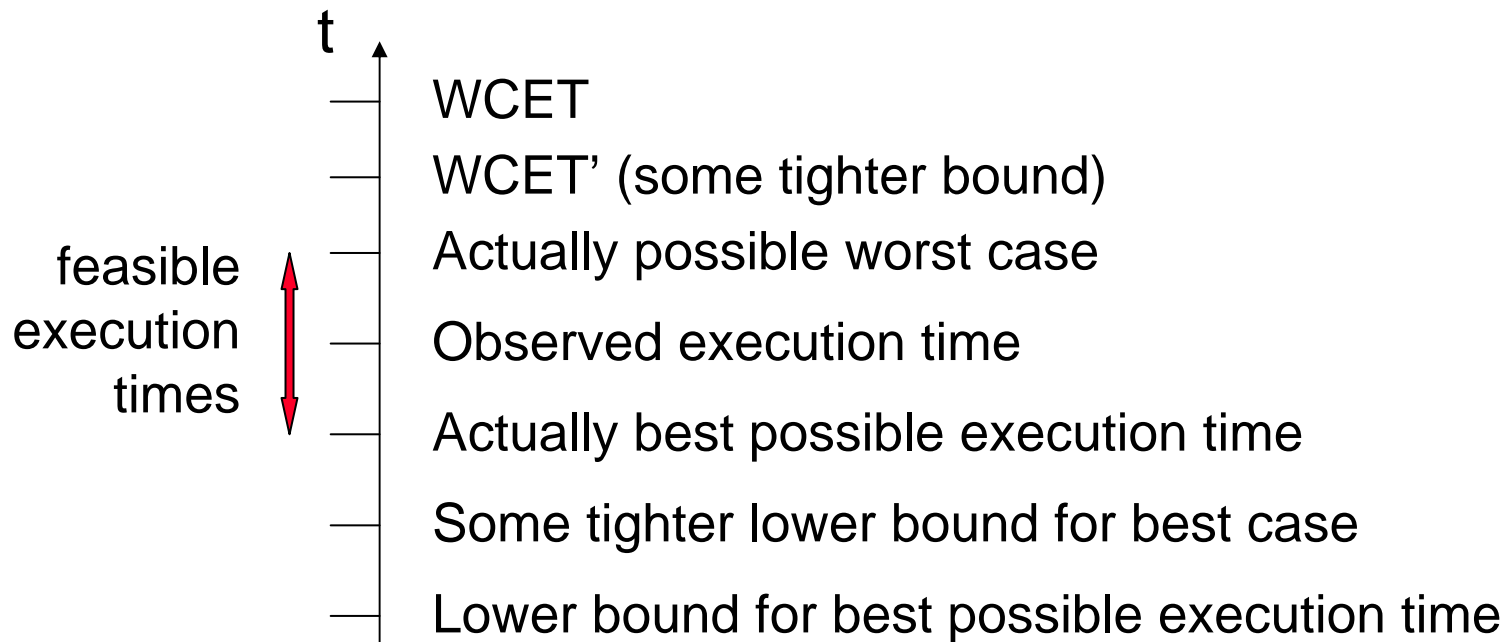 t
WCET
WCET’ (some tighter bound)
Actually possible worst case
feasible
execution
times
Observed execution time
Actually best possible execution time
Some tighter lower bound for best case
Lower bound for best possible execution time